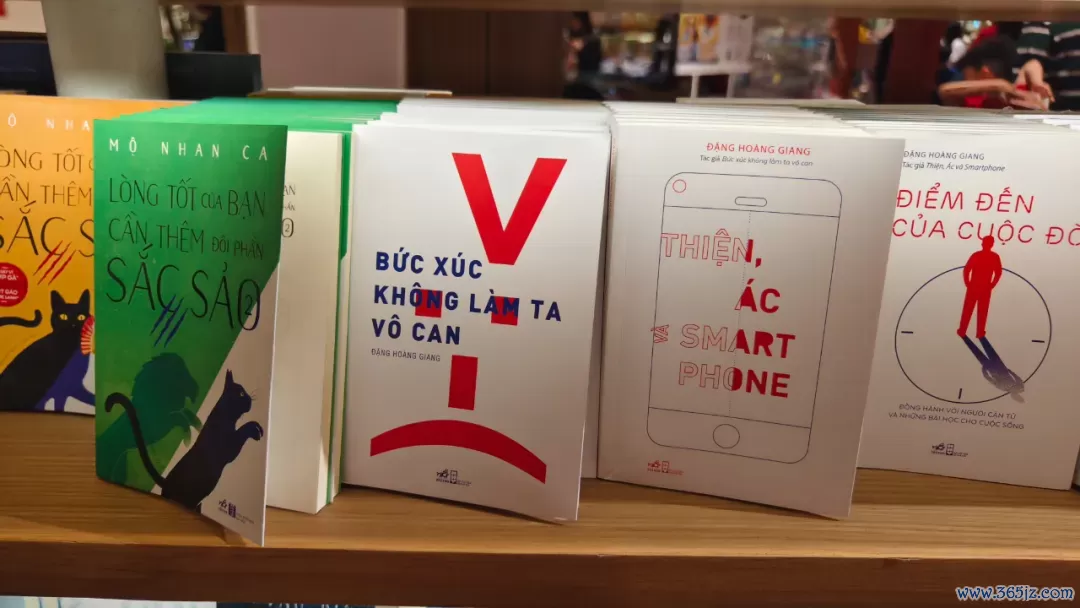 MỘ NHAN CA
LÒNG TỐT CỦA BẠN
CẦN THÊM ĐÔI PHẦN
SẮC SẢO
2
BỨC XÚC
KHÔNG LÀM TA
VÔ CAN
ĐẶNG HOÀNG GIANG
ĐẶNG HOÀNG GIANG
Tác giả Bức xúc không làm ta vô can
THIỆN,
ÁC
VÀ
SMART
PHONE
ĐẶNG HOÀNG GIANG
Tác giả Thiện, Ác và Smartphone
ĐIỂM ĐẾN
CỦA CUỘC ĐỜ
ĐỒNG HÀNH VỚI NGƯỜI CẬN TỬ
VÀ NHỮNG BÀI HỌC CHO CUỘC SỐNG
www.365jz.com